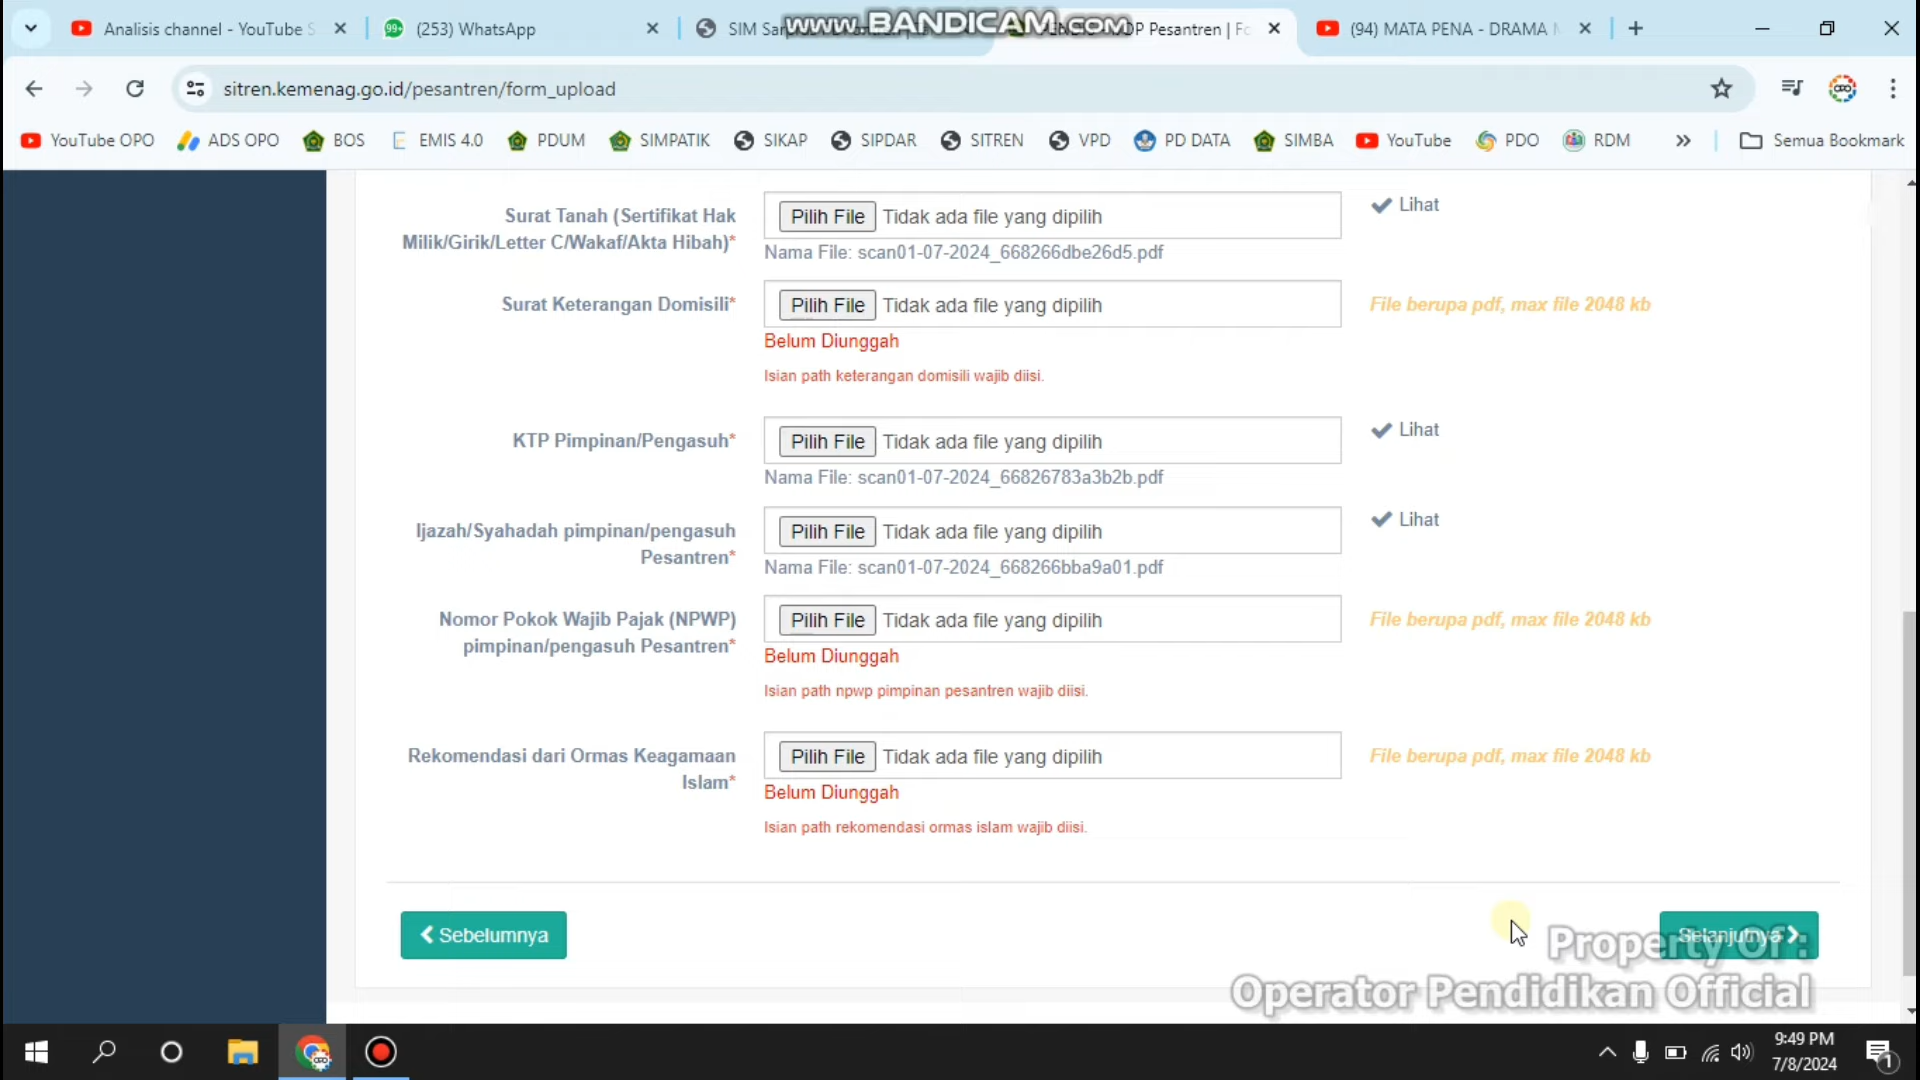 www.BANDICAM.com
Analisis channel - YouTube S
(253) WhatsApp
SIM Sar
OP Pesantren | Fo
(94) MATA PENA - DRAMA M
sitren.kemenag.go.id/pesantren/form_upload
YouTube OPO
ADS OPO
BOS
EMIS 4.0
PDUM
SIMPATIK
SIKAP
SIPDAR
SITREN
VPD
PD DATA
SIMBA
YouTube
PDO
RDM
Semua Bookmark
Surat Tanah (Sertifikat Hak
Milik/Girik/Letter C/Wakaf/Akta Hibah)*
Pilih File Tidak ada file yang dipilih
Lihat
Nama File: scan01-07-2024_668266dbe26d5.pdf
Surat Keterangan Domisili*
Pilih File Tidak ada file yang dipilih
File berupa pdf, max file 2048 kb
Belum Diunggah
Isian path keterangan domisili wajib diisi.
KTP Pimpinan/Pengasuh*
Pilih File Tidak ada file yang dipilih
Lihat
Nama File: scan01-07-2024_66826783a3b2b.pdf
Ijazah/Syahadah pimpinan/pengasuh
Pesantren*
Pilih File Tidak ada file yang dipilih
Lihat
Nama File: scan01-07-2024_668266bba9a01.pdf
Nomor Pokok Wajib Pajak (NPWP)
pimpinan/pengasuh Pesantren*
Pilih File Tidak ada file yang dipilih
File berupa pdf, max file 2048 kb
Belum Diunggah
Isian path npwp pimpinan pesantren wajib diisi.
Rekomendasi dari Ormas Keagamaan
Islam*
Pilih File Tidak ada file yang dipilih
File berupa pdf, max file 2048 kb
Belum Diunggah
Isian path rekomendasi ormas islam wajib diisi.
Sebelumnya
Selanjutnya
Property Of :
Operator Pendidikan Official
9:49 PM
7/8/2024
1